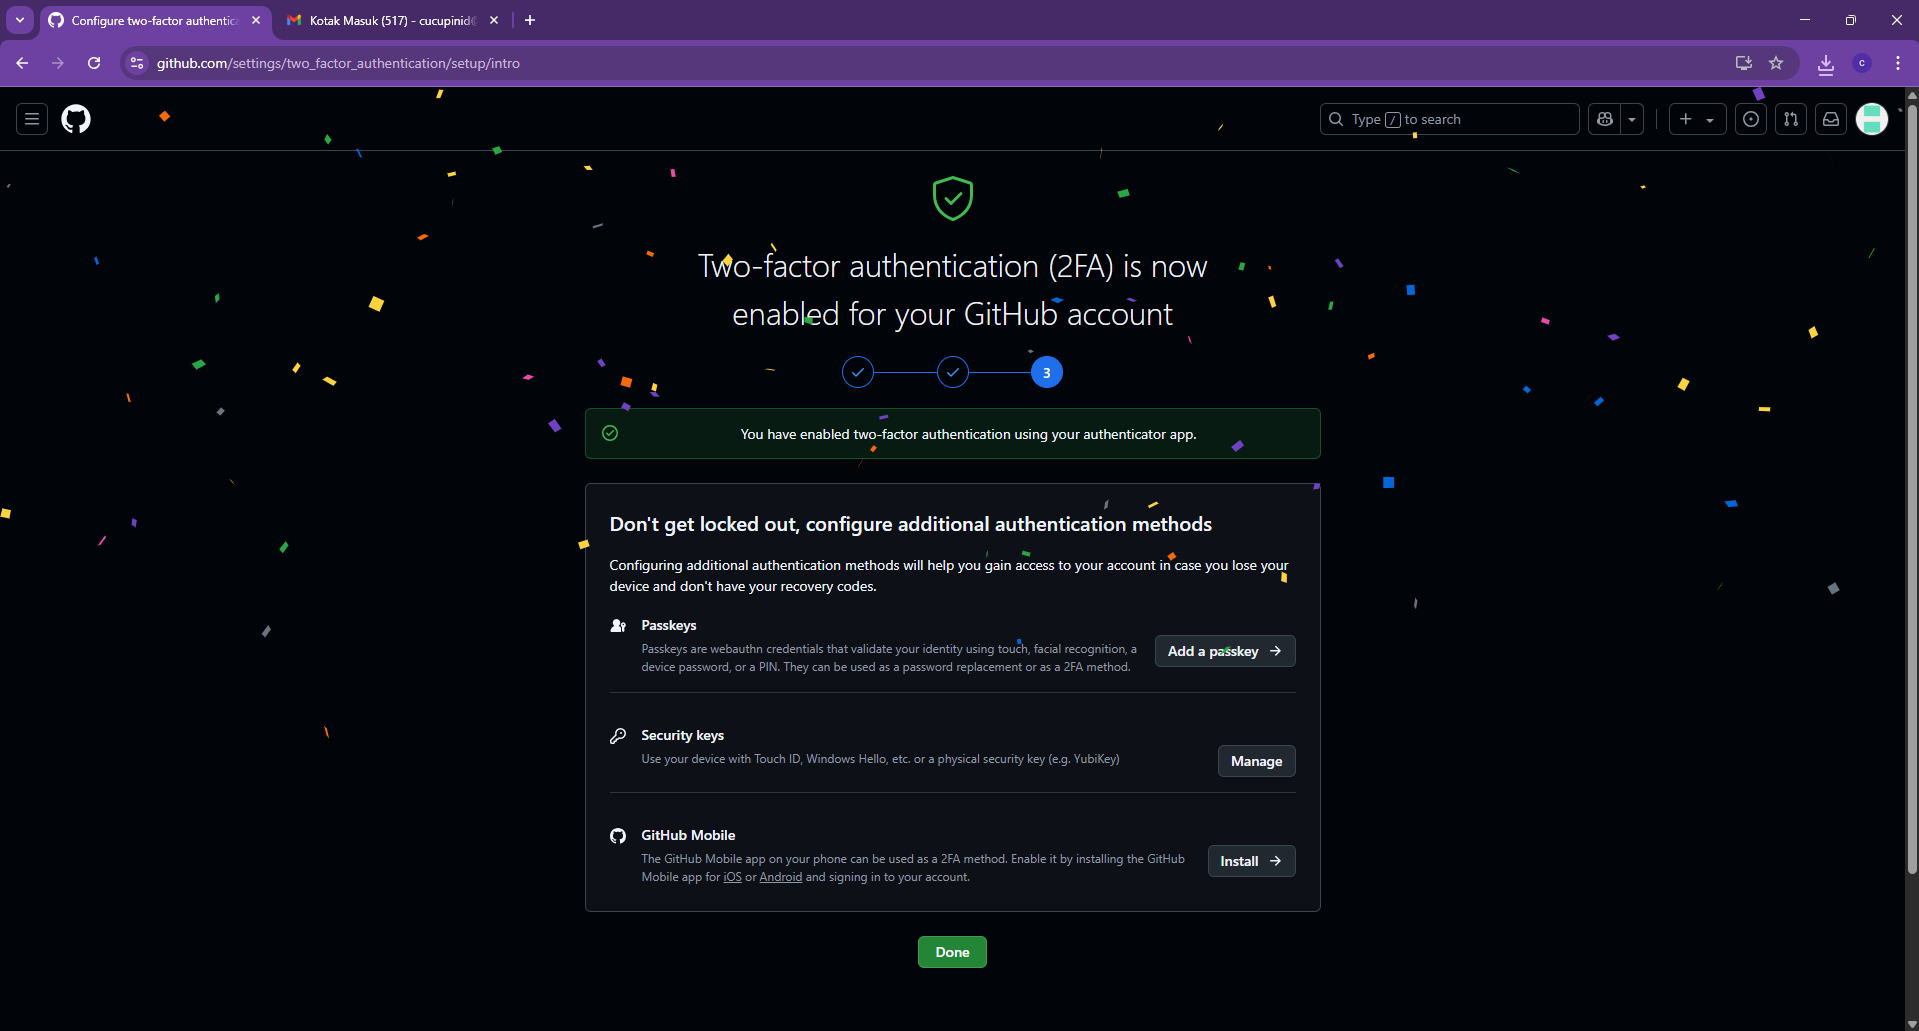 Configure two-factor authentica
Kotak Masuk (517) - cucupinid@
github.com/settings/two_factor_authentication/setup/intro
c
Type / to search
Two-factor authentication (2FA) is now
enabled for your GitHub account
3
You have enabled two-factor authentication using your authenticator app.
Don't get locked out, configure additional authentication methods
Configuring additional authentication methods will help you gain access to your account in case you lose your
device and don't have your recovery codes.
Passkeys
Passkeys are webauthn credentials that validate your identity using touch, facial recognition, a
device password, or a PIN. They can be used as a password replacement or as a 2FA method.
Add a passkey
Security keys
Use your device with Touch ID, Windows Hello, etc. or a physical security key (e.g. YubiKey)
Manage
GitHub Mobile
The GitHub Mobile app on your phone can be used as a 2FA method. Enable it by installing the GitHub
Mobile app for iOS or Android and signing in to your account.
Install
Done